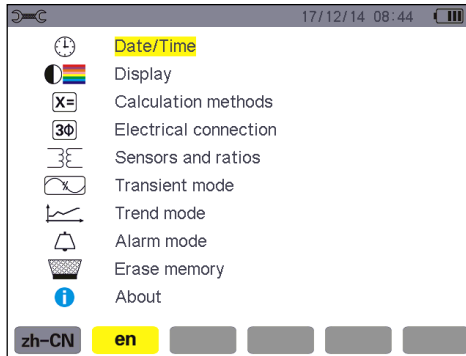 17/12/14 08:44
Date/Time
Display
X= Calculation methods
3Φ Electrical connection
Sensors and ratios
Transient mode
Trend mode
Alarm mode
Erase memory
i About
zh-CN en